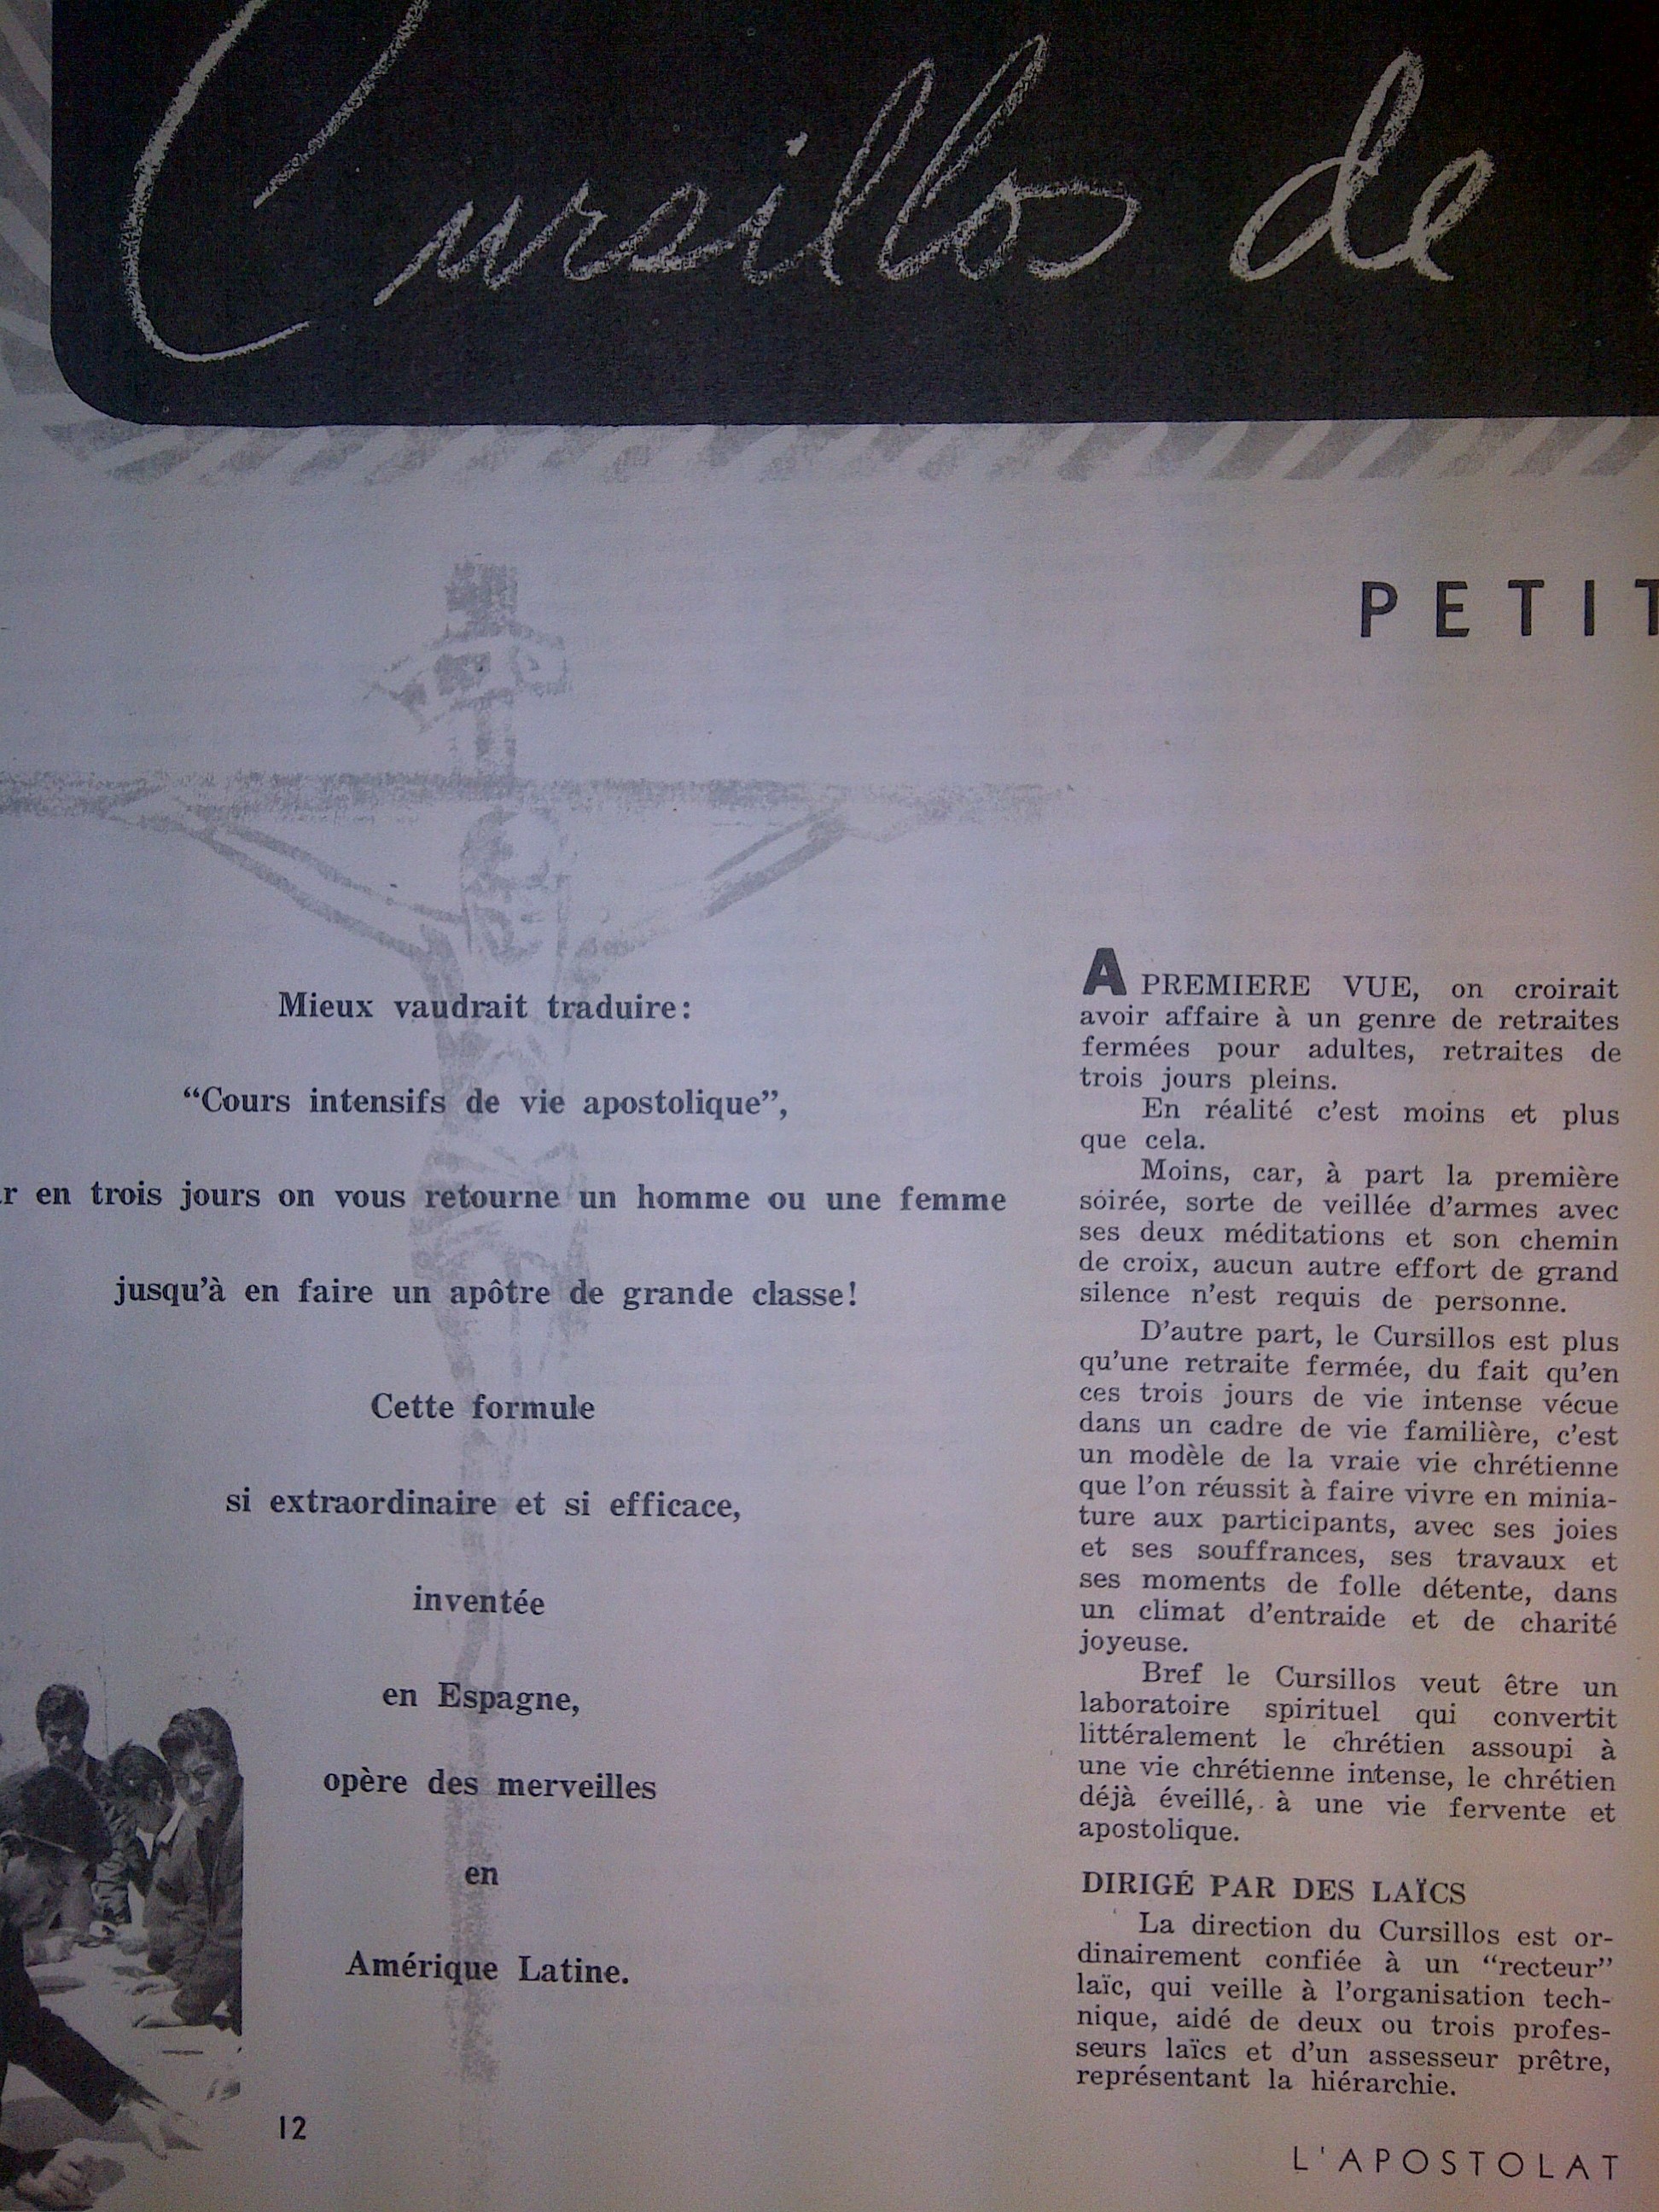 Cursillos de
PETIT
Mieux vaudrait traduire:
“Cours intensifs de vie apostolique”,
en trois jours on vous retourne un homme ou une femme
jusqu’à en faire un apôtre de grande classe!
Cette formule
si extraordinaire et si efficace,
inventée
en Espagne,
opère des merveilles
en
Amérique Latine.
A PREMIERE VUE, on croirait
avoir affaire à un genre de retraites
fermées pour adultes, retraites de
trois jours pleins.
En réalité c’est moins et plus
que cela.
Moins, car, à part la première
soirée, sorte de veillée d’armes avec
ses deux méditations et son chemin
de croix, aucun autre effort de grand
silence n’est requis de personne.
D’autre part, le Cursillos est plus
qu’une retraite fermée, du fait qu’en
ces trois jours de vie intense vécue
dans un cadre de vie familière, c’est
un modèle de la vraie vie chrétienne
que l’on réussit à faire vivre en minia-
ture aux participants, avec ses joies
et ses souffrances, ses travaux et
ses moments de folle détente, dans
un climat d’entraide et de charité
joyeuse.
Bref le Cursillos veut être un
laboratoire spirituel qui convertit
littéralement le chrétien assoupi à
une vie chrétienne intense, le chrétien
déjà éveillé, à une vie fervente et
apostolique.
DIRIGÉ PAR DES LAÏCS
La direction du Cursillos est or-
dinairement confiée à un “recteur”
laïc, qui veille à l’organisation tech-
nique, aidé de deux ou trois profes-
seurs laïcs et d’un assesseur prêtre,
représentant la hiérarchie.
12
L'APOSTOLAT